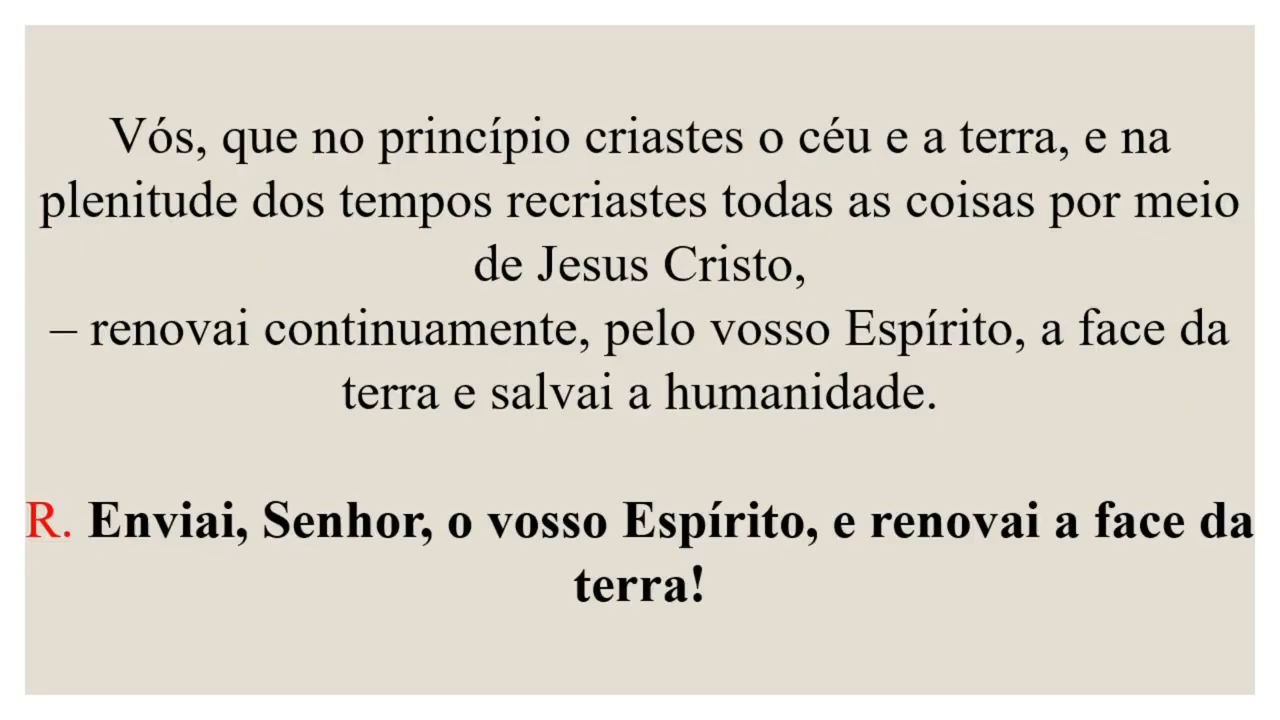 Vós, que no princípio criastes o céu e a terra, e na
plenitude dos tempos recriastes todas as coisas por meio
de Jesus Cristo,
– renovai continuamente, pelo vosso Espírito, a face da
terra e salvai a humanidade.
R. Enviai, Senhor, o vosso Espírito, e renovai a face da
terra!